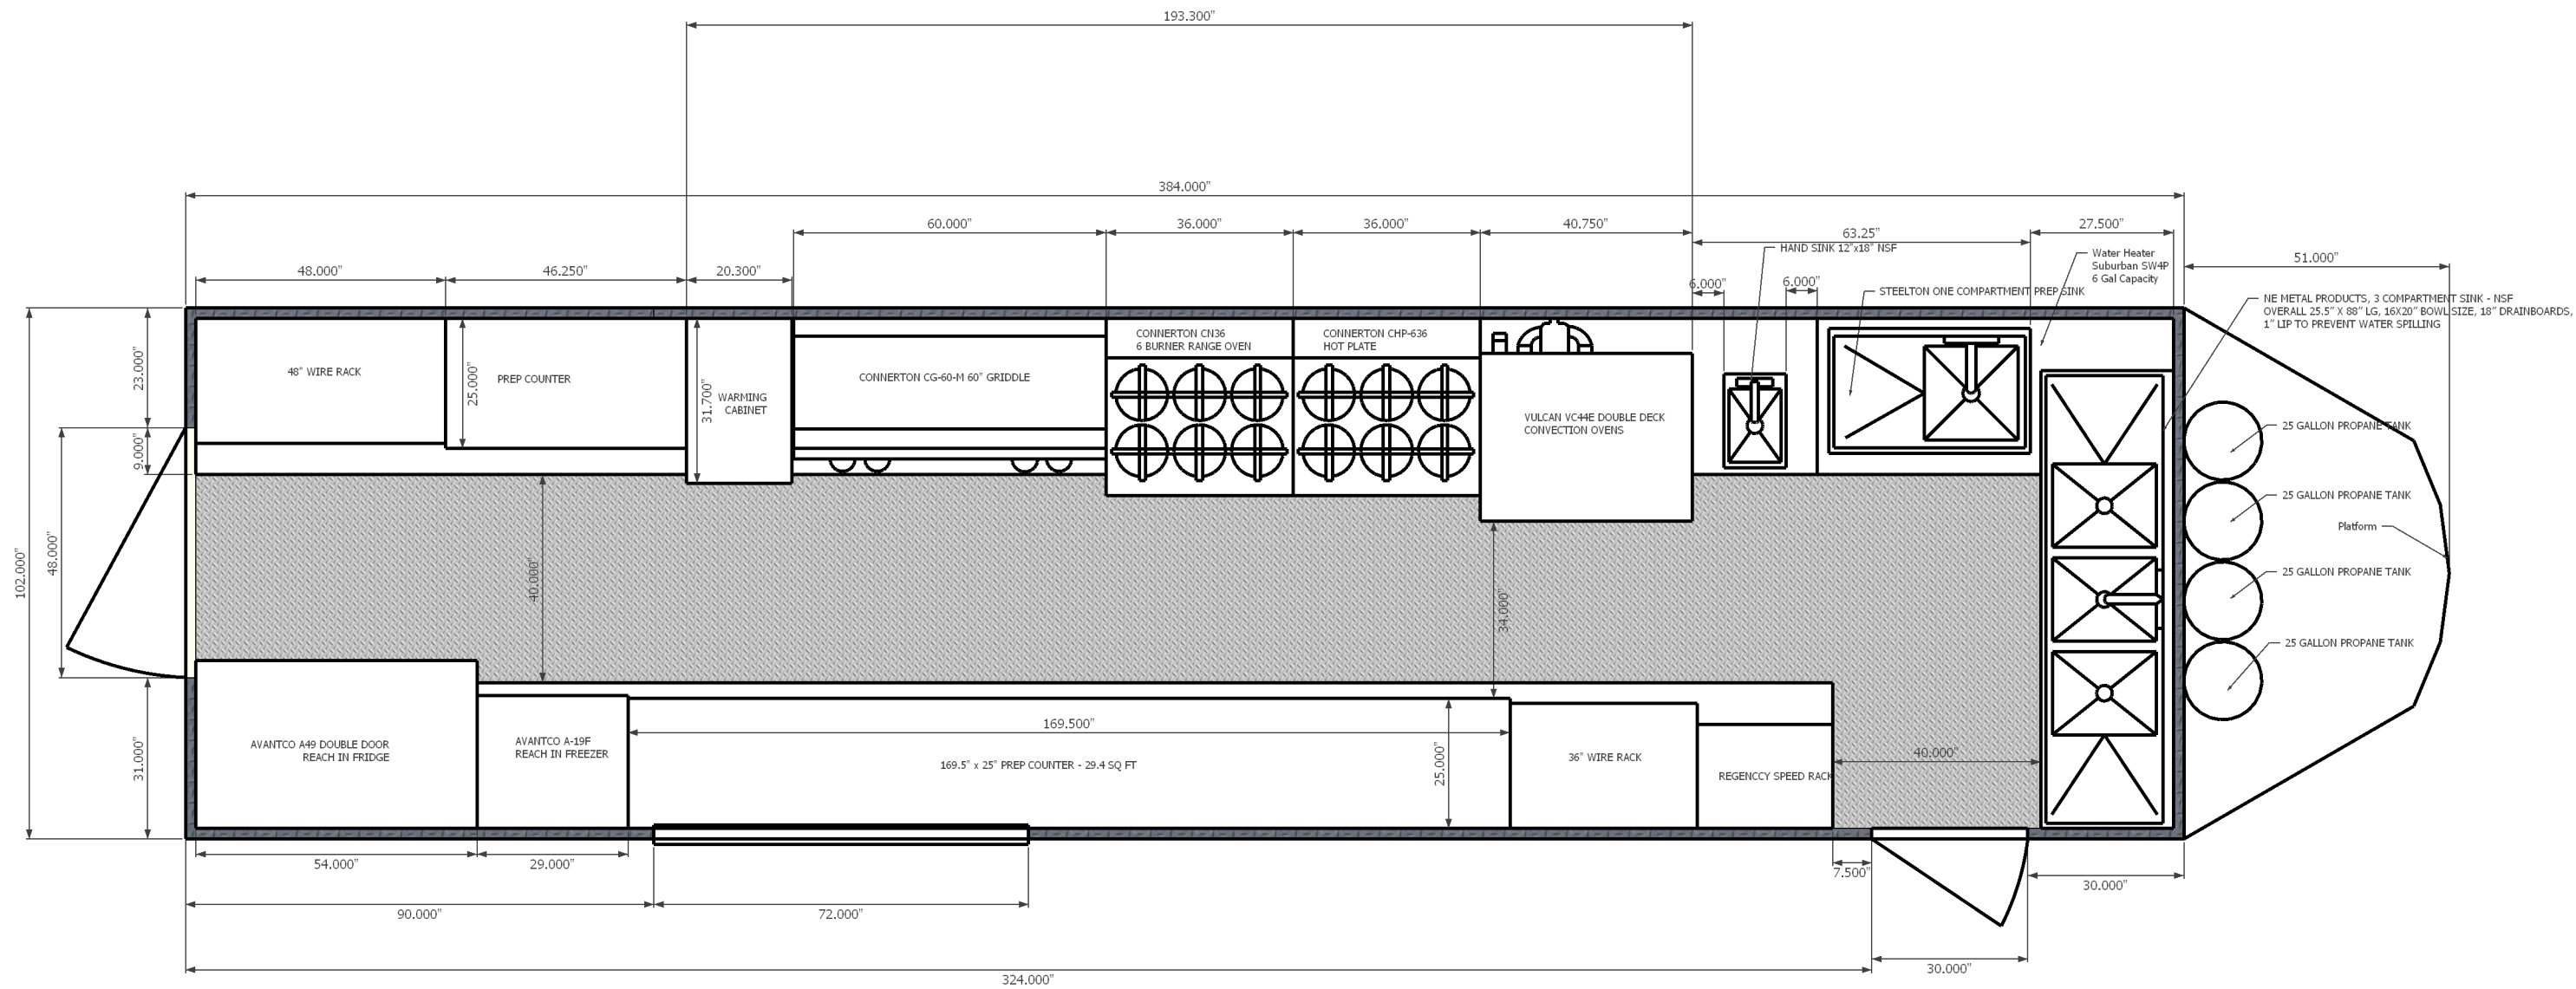 193.300"
384.000"
60.000"
36.000"
36.000"
40.750"
63.25"
27.500"
HAND SINK 12"x18" NSF
48.000"
46.250"
20.300"
6.000"
6.000"
Water Heater
Suburban SW4P
6 Gal Capacity
51.000"
STEELTON ONE COMPARTMENT PREP SINK
NE METAL PRODUCTS, 3 COMPARTMENT SINK - NSF
OVERALL 25.5" X 88" LG, 16X20" BOWL SIZE, 18" DRAINBOARDS,
1" LIP TO PREVENT WATER SPILLING
CONNERTON CN36
6 BURNER RANGE OVEN
CONNERTON CHP-636
HOT PLATE
23.000"
48" WIRE RACK
25.000"
PREP COUNTER
31.700"
WARMING
CABINET
CONNERTON CG-60-M 60" GRIDDLE
VULCAN VC44E DOUBLE DECK
CONVECTION OVENS
25 GALLON PROPANE TANK
9.000"
25 GALLON PROPANE TANK
Platform
102.000"
48.000"
40.000"
34.000"
25 GALLON PROPANE TANK
25 GALLON PROPANE TANK
31.000"
AVANTCO A49 DOUBLE DOOR
REACH IN FRIDGE
AVANTCO A-19F
REACH IN FREEZER
169.500"
169.5" x 25" PREP COUNTER - 29.4 SQ FT
25.000"
36" WIRE RACK
REGENCCY SPEED RACK
40.000"
54.000"
29.000"
7.500"
30.000"
90.000"
72.000"
324.000"
30.000"